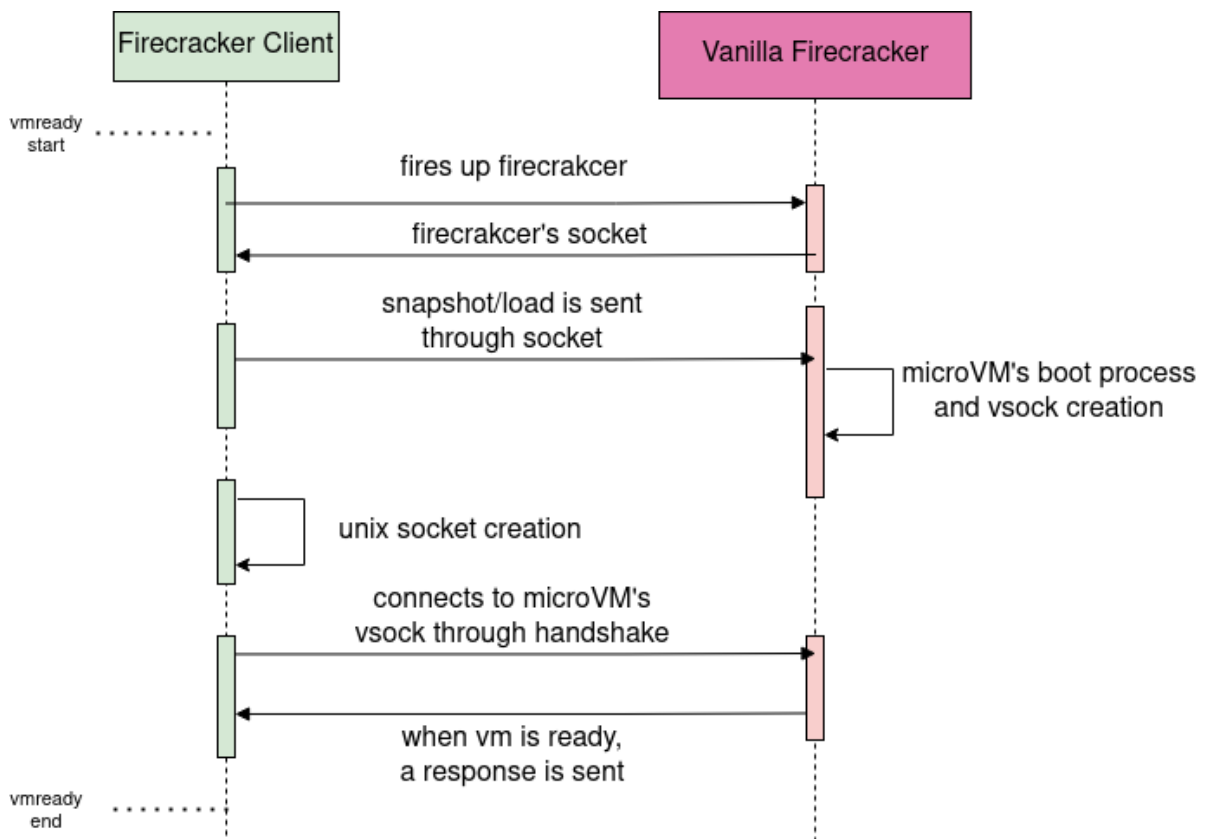 Firecracker Client
Vanilla Firecracker
vmready
start
fires up firecrakcer
firecrakcer's socket
snapshot/load is sent
through socket
microVM's boot process
and vsock creation
unix socket creation
connects to microVM's
vsock through handshake
when vm is ready,
a response is sent
vmready
end